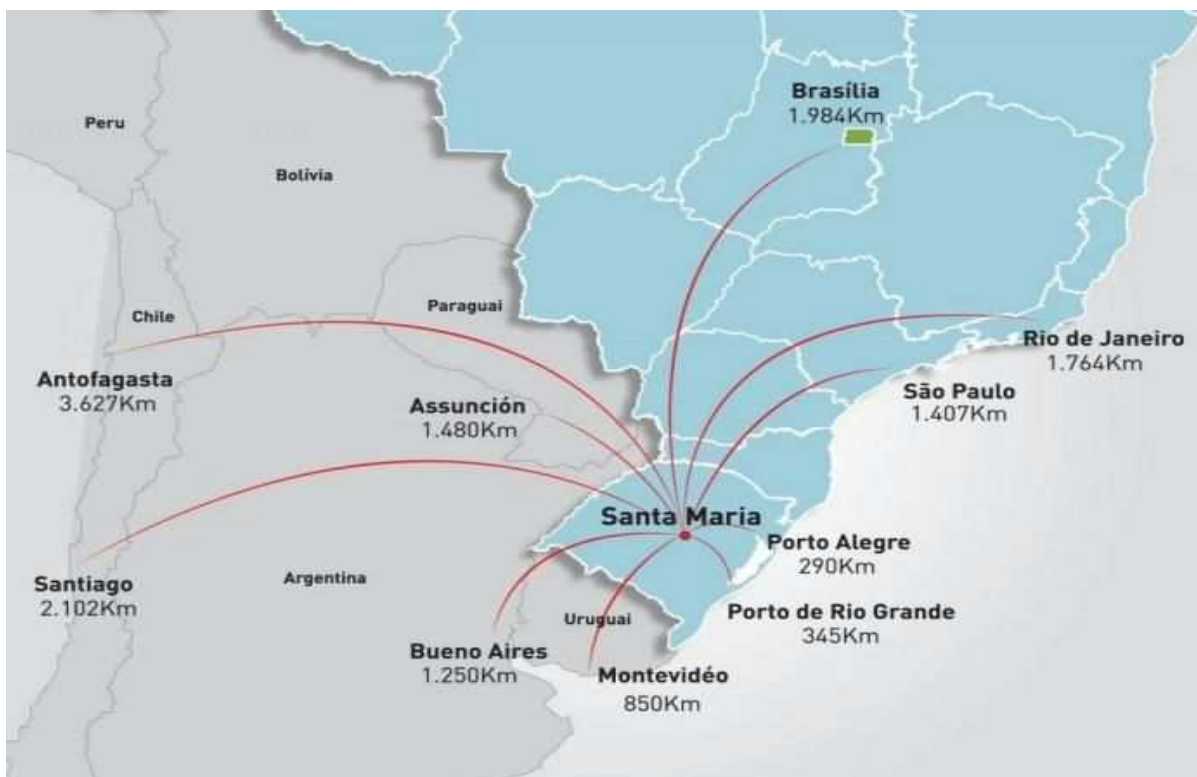 Brasília
1.984Km
Peru
Bolívia
Chile
Paraguai
Antofagasta
3.627Km
Assunción
1.480Km
Rio de Janeiro
1.764Km
São Paulo
1.407Km
Santa Maria
Porto Alegre
290Km
Santiago
2.102Km
Argentina
Uruguai
Porto de Rio Grande
345Km
Bueno Aires
1.250Km
Montevidéo
850Km